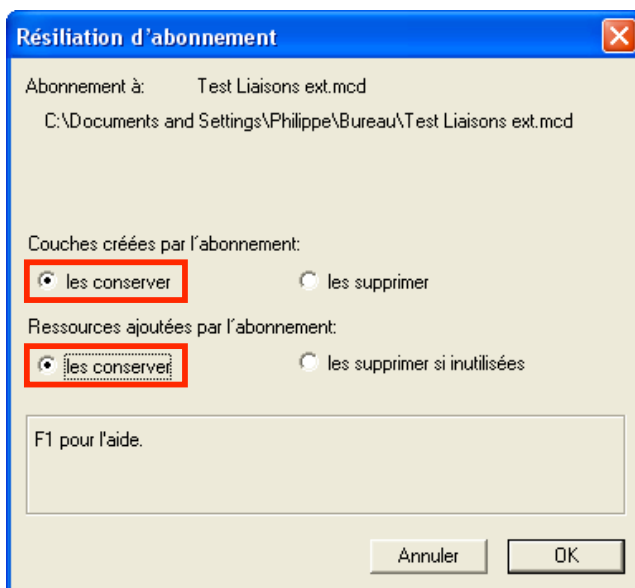 Résiliation d'abonnement
Abonnement à: Test Liaisons ext.mcd
C:\Documents and Settings\Philippe\Bureau\Test Liaisons ext.mcd
Couches créées par l'abonnement:
les conserver les supprimer
Ressources ajoutées par l'abonnement:
les conserver les supprimer si inutilisées
F1 pour l'aide.
Annuler OK